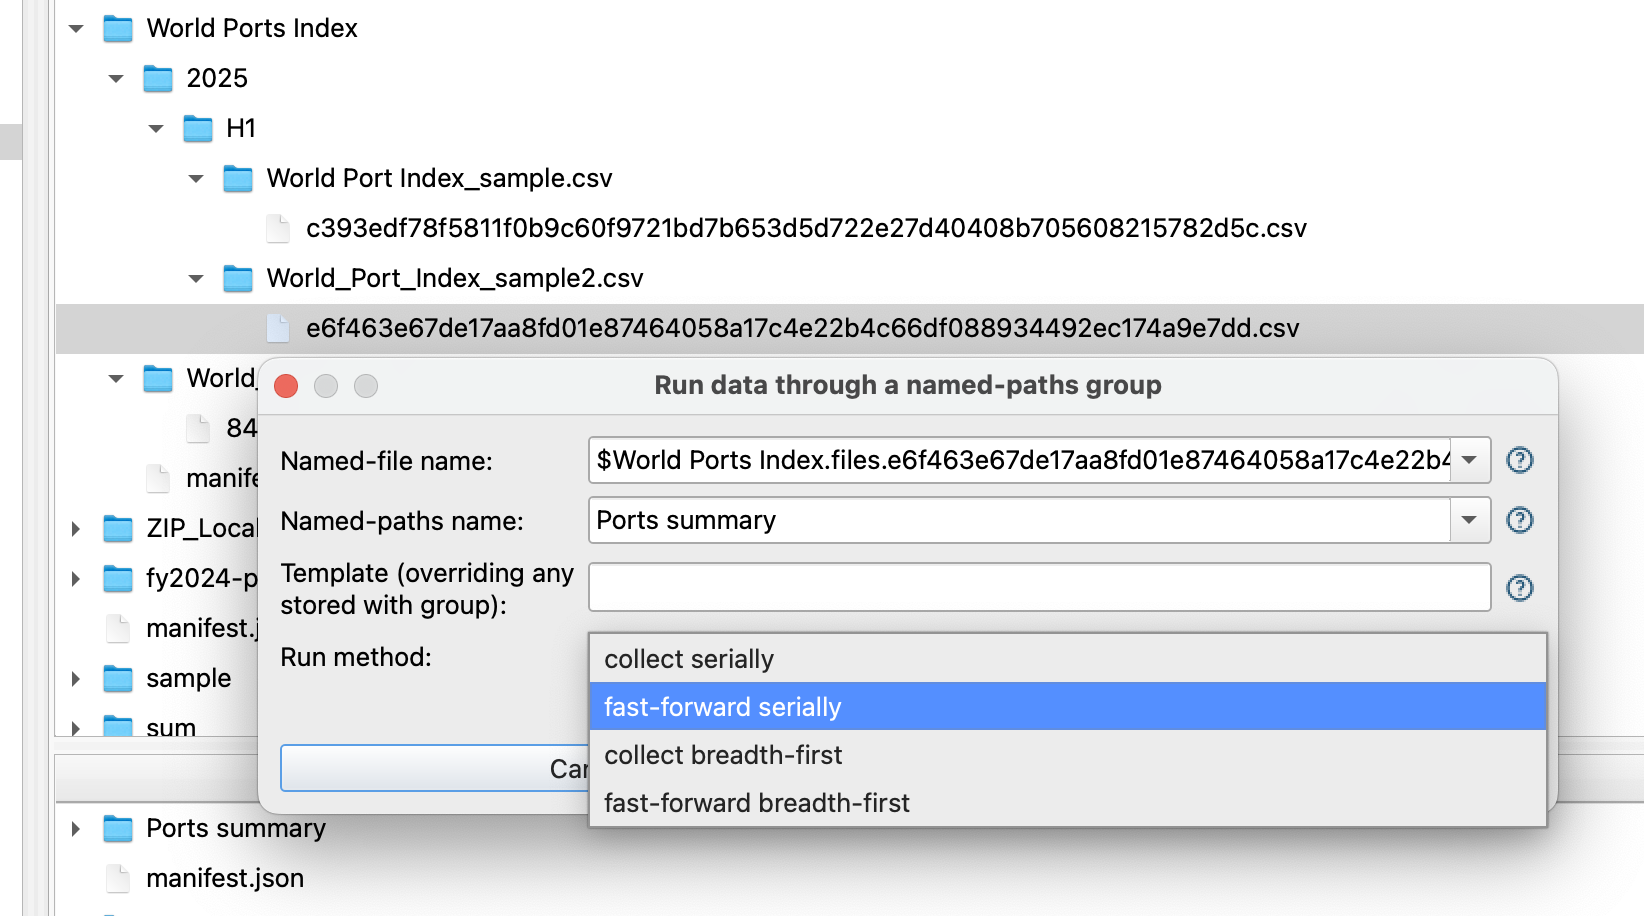 World Ports Index
2025
H1
World Port Index_sample.csv
c393edf78f5811f0b9c60f9721bd7b653d5d722e27d40408b705608215782d5c.csv
World_Port_Index_sample2.csv
e6f463e67de17aa8fd01e87464058a17c4e22b4c66df088934492ec174a9e7dd.csv
World_
84
manife
ZIP_Local
fy2024-p
manifest.j
sample
sum
Run data through a named-paths group
Named-file name:
$World Ports Index.files.e6f463e67de17aa8fd01e87464058a17c4e22b4
Named-paths name:
Ports summary
Template (overriding any
stored with group):
Run method:
collect serially
fast-forward serially
collect breadth-first
fast-forward breadth-first
Can
Ports summary
manifest.json